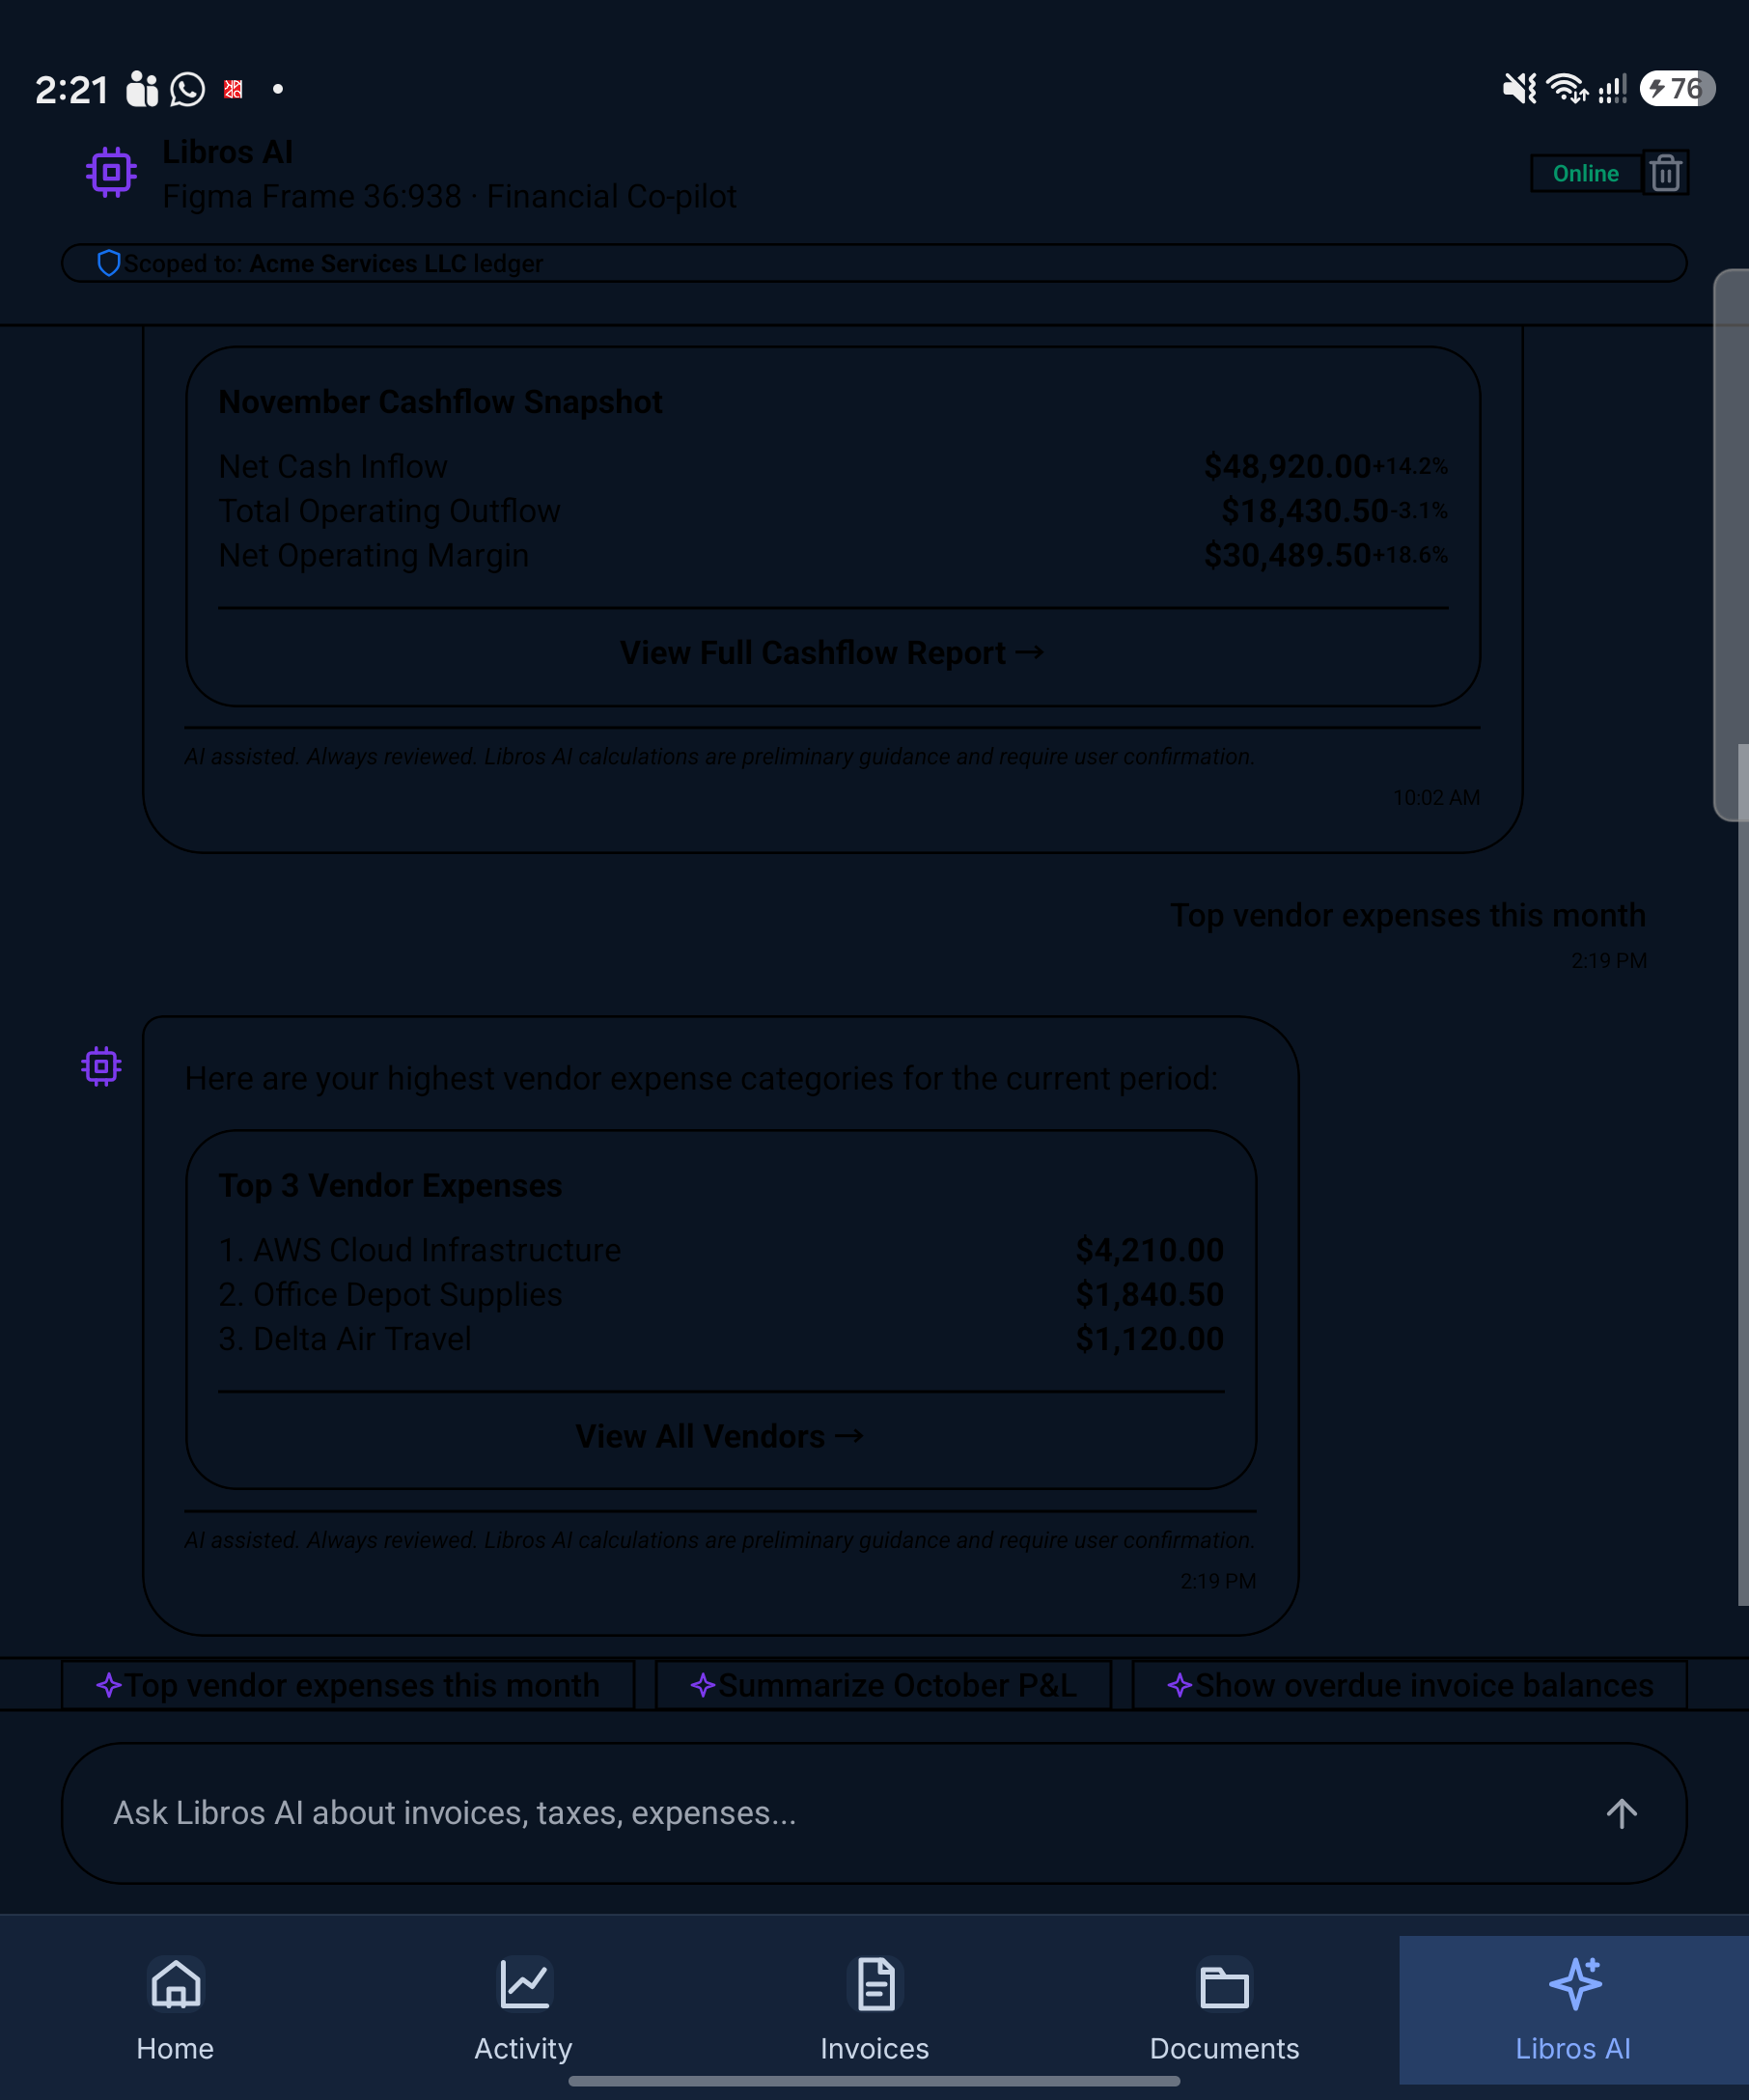 2:21
76
Libros AI
Figma Frame 36:938 · Financial Co-pilot
Online
Scoped to: Acme Services LLC ledger
November Cashflow Snapshot
Net Cash Inflow $48,920.00+14.2%
Total Operating Outflow $18,430.50-3.1%
Net Operating Margin $30,489.50+18.6%
View Full Cashflow Report →
AI assisted. Always reviewed. Libros AI calculations are preliminary guidance and require user confirmation.
10:02 AM
Top vendor expenses this month
2:19 PM
Here are your highest vendor expense categories for the current period:
Top 3 Vendor Expenses
1. AWS Cloud Infrastructure $4,210.00
2. Office Depot Supplies $1,840.50
3. Delta Air Travel $1,120.00
View All Vendors →
AI assisted. Always reviewed. Libros AI calculations are preliminary guidance and require user confirmation.
2:19 PM
Top vendor expenses this month Summarize October P&L Show overdue invoice balances
Ask Libros AI about invoices, taxes, expenses...
Home Activity Invoices Documents Libros AI